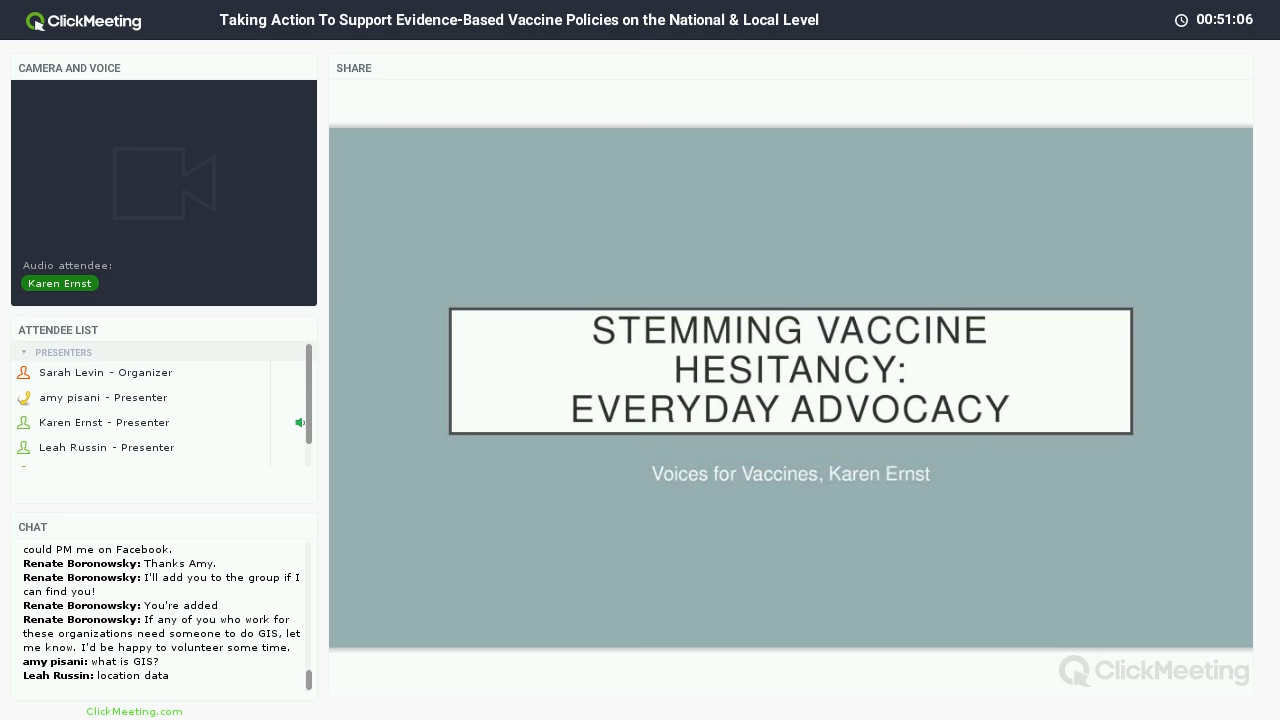 ClickMeeting
Taking Action To Support Evidence-Based Vaccine Policies on the National & Local Level
00:51:06
CAMERA AND VOICE
Audio attendee:
Karen Ernst
ATTENDEE LIST
PRESENTERS
Sarah Levin - Organizer
amy pisani - Presenter
Karen Ernst - Presenter
Leah Russin - Presenter
CHAT
could PM me on Facebook.
Renate Boronowsky: Thanks Amy.
Renate Boronowsky: I'll add you to the group if I
can find you!
Renate Boronowsky: You're added
Renate Boronowsky: If any of you who work for
these organizations need someone to do GIS, let
me know. I'd be happy to volunteer some time.
amy pisani: what is GIS?
Leah Russin: location data
ClickMeeting.com
SHARE
STEMMING VACCINE
HESITANCY:
EVERYDAY ADVOCACY
Voices for Vaccines, Karen Ernst
ClickMeeting